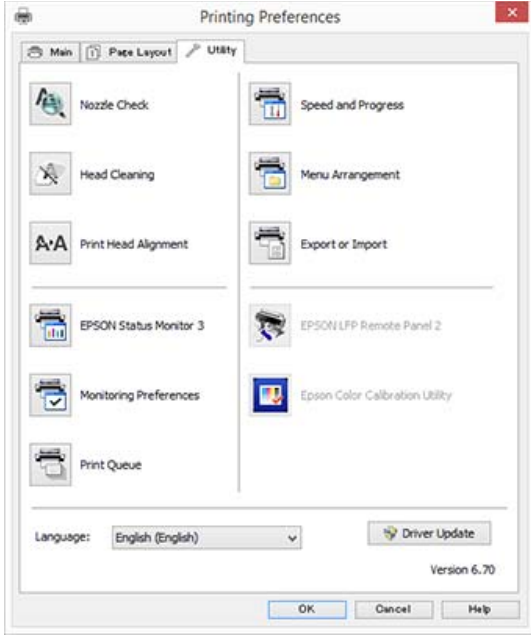 Printing Preferences
Main
Page Layout
Utility
Nozzle Check
Speed and Progress
Head Cleaning
Menu Arrangement
A·A
Print Head Alignment
Export or Import
EPSON Status Monitor 3
EPSON LFP Remote Panel 2
Monitoring Preferences
Epson Color Calibration Utility
Print Queue
Language:
English (English)
Driver Update
Version 6.70
OK
Cancel
Help